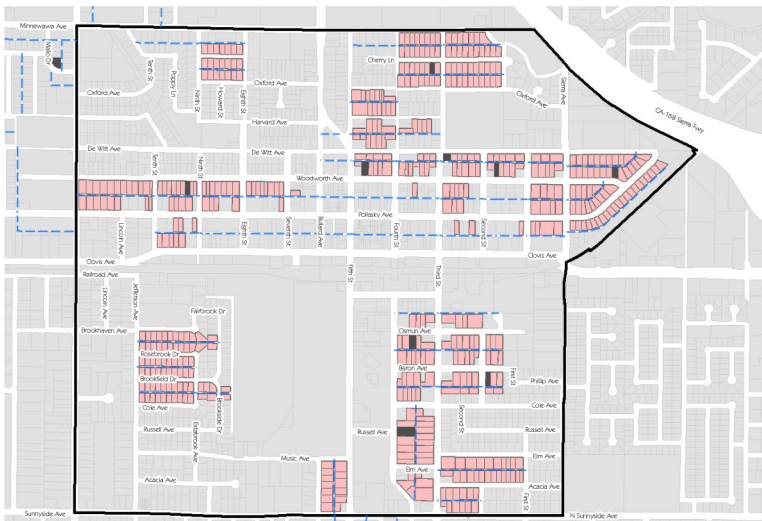 Minnewawa Ave
Mallo Dr
Tenth St
Poppy Ln
Ninth St
Howard St
Eighth St
Oxford Ave
Oxford Ave
Cherry Ln
Oxford Ave
Sierra Ave
CA-168 Sierra Fwy
Harvard Ave
De Witt Ave
De Witt Ave
Tenth St
Ninth St
Woodworth Ave
Pollasky Ave
Lincoln Ave
Eighth St
Seventh St
Bullard Ave
Fourth St
Second St
Clovis Ave
Clovis Ave
Railroad Ave
Lincoln Ave
Jefferson Ave
Fifth St
Third St
Fairbrook Dr
Brookhaven Ave
Osmun Ave
Rosebrook Dr
Baron Ave
Brookfield Dr
First St
Phillip Ave
Cole Ave
Brookside Dr
Cole Ave
Second St
Russell Ave
Estabrook Ave
Russell Ave
Russell Ave
Music Ave
Elm Ave
Elm Ave
Acacia Ave
Acacia Ave
First St
Sunnyside Ave
N Sunnyside Ave